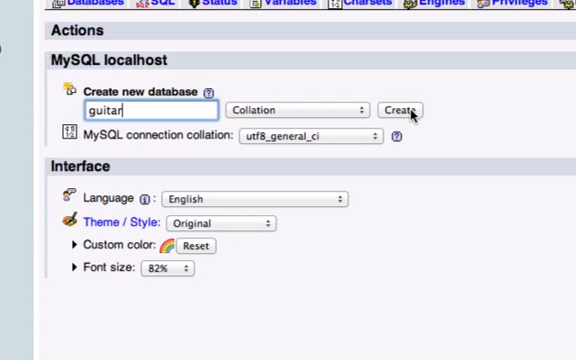 Databases SQL Status Variables Charsets Engines Privileges
Actions
MySQL localhost
Create new database
guitar Collation Create
MySQL connection collation: utf8_general_ci
Interface
Language : English
Theme / Style: Original
Custom color: Reset
Font size: 82%